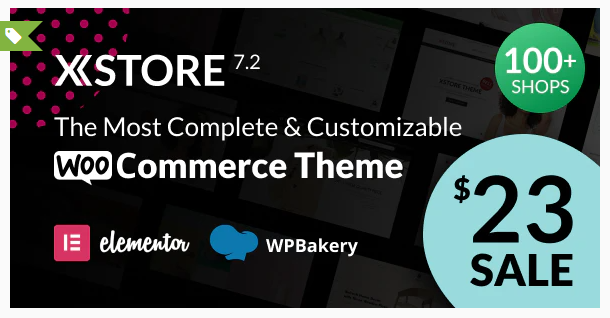 XSTORE 7.2
100+
SHOPS
The Most Complete & Customizable
WOO Commerce Theme
$23
SALE
elementor
WPBakery